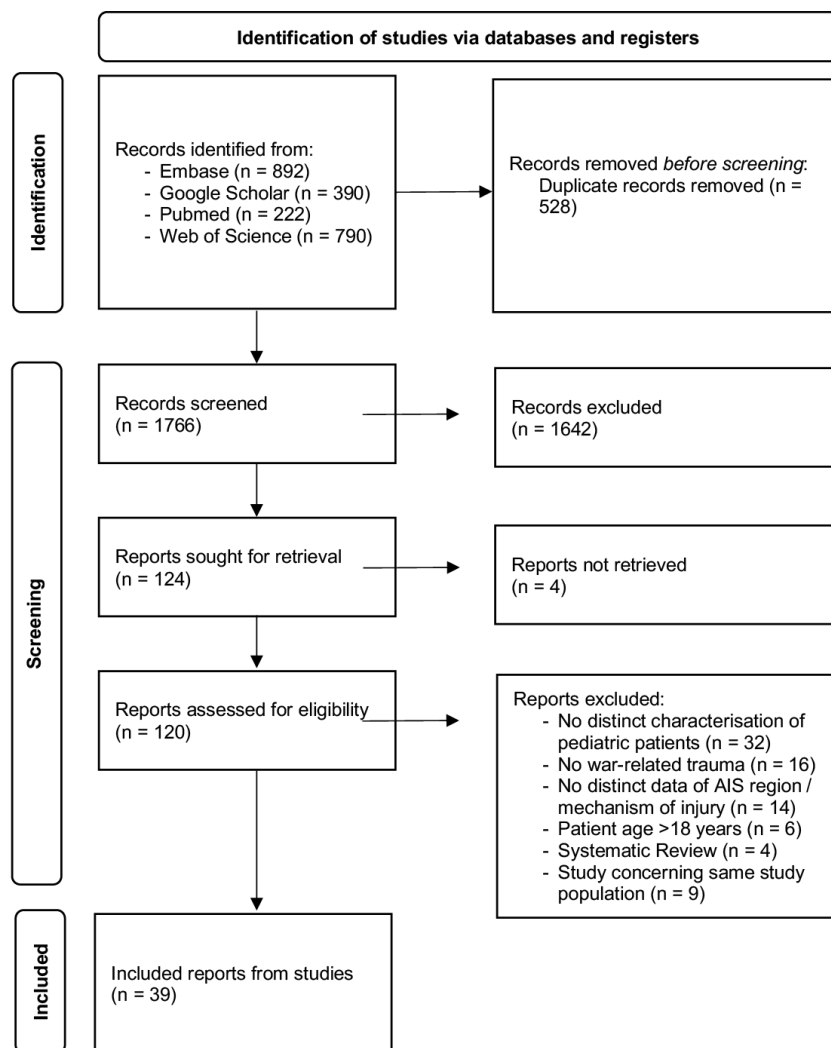 Identification of studies via databases and registers
Identification
Records identified from:
- Embase (n = 892)
- Google Scholar (n = 390)
- Pubmed (n = 222)
- Web of Science (n = 790)
Records removed before screening:
Duplicate records removed (n =
528)
Screening
Records screened
(n = 1766)
Records excluded
(n = 1642)
Reports sought for retrieval
(n = 124)
Reports not retrieved
(n = 4)
Reports assessed for eligibility
(n = 120)
Reports excluded:
- No distinct characterisation of
pediatric patients (n = 32)
- No war-related trauma (n = 16)
- No distinct data of AIS region /
mechanism of injury (n = 14)
- Patient age >18 years (n = 6)
- Systematic Review (n = 4)
- Study concerning same study
population (n = 9)
Included
Included reports from studies
(n = 39)